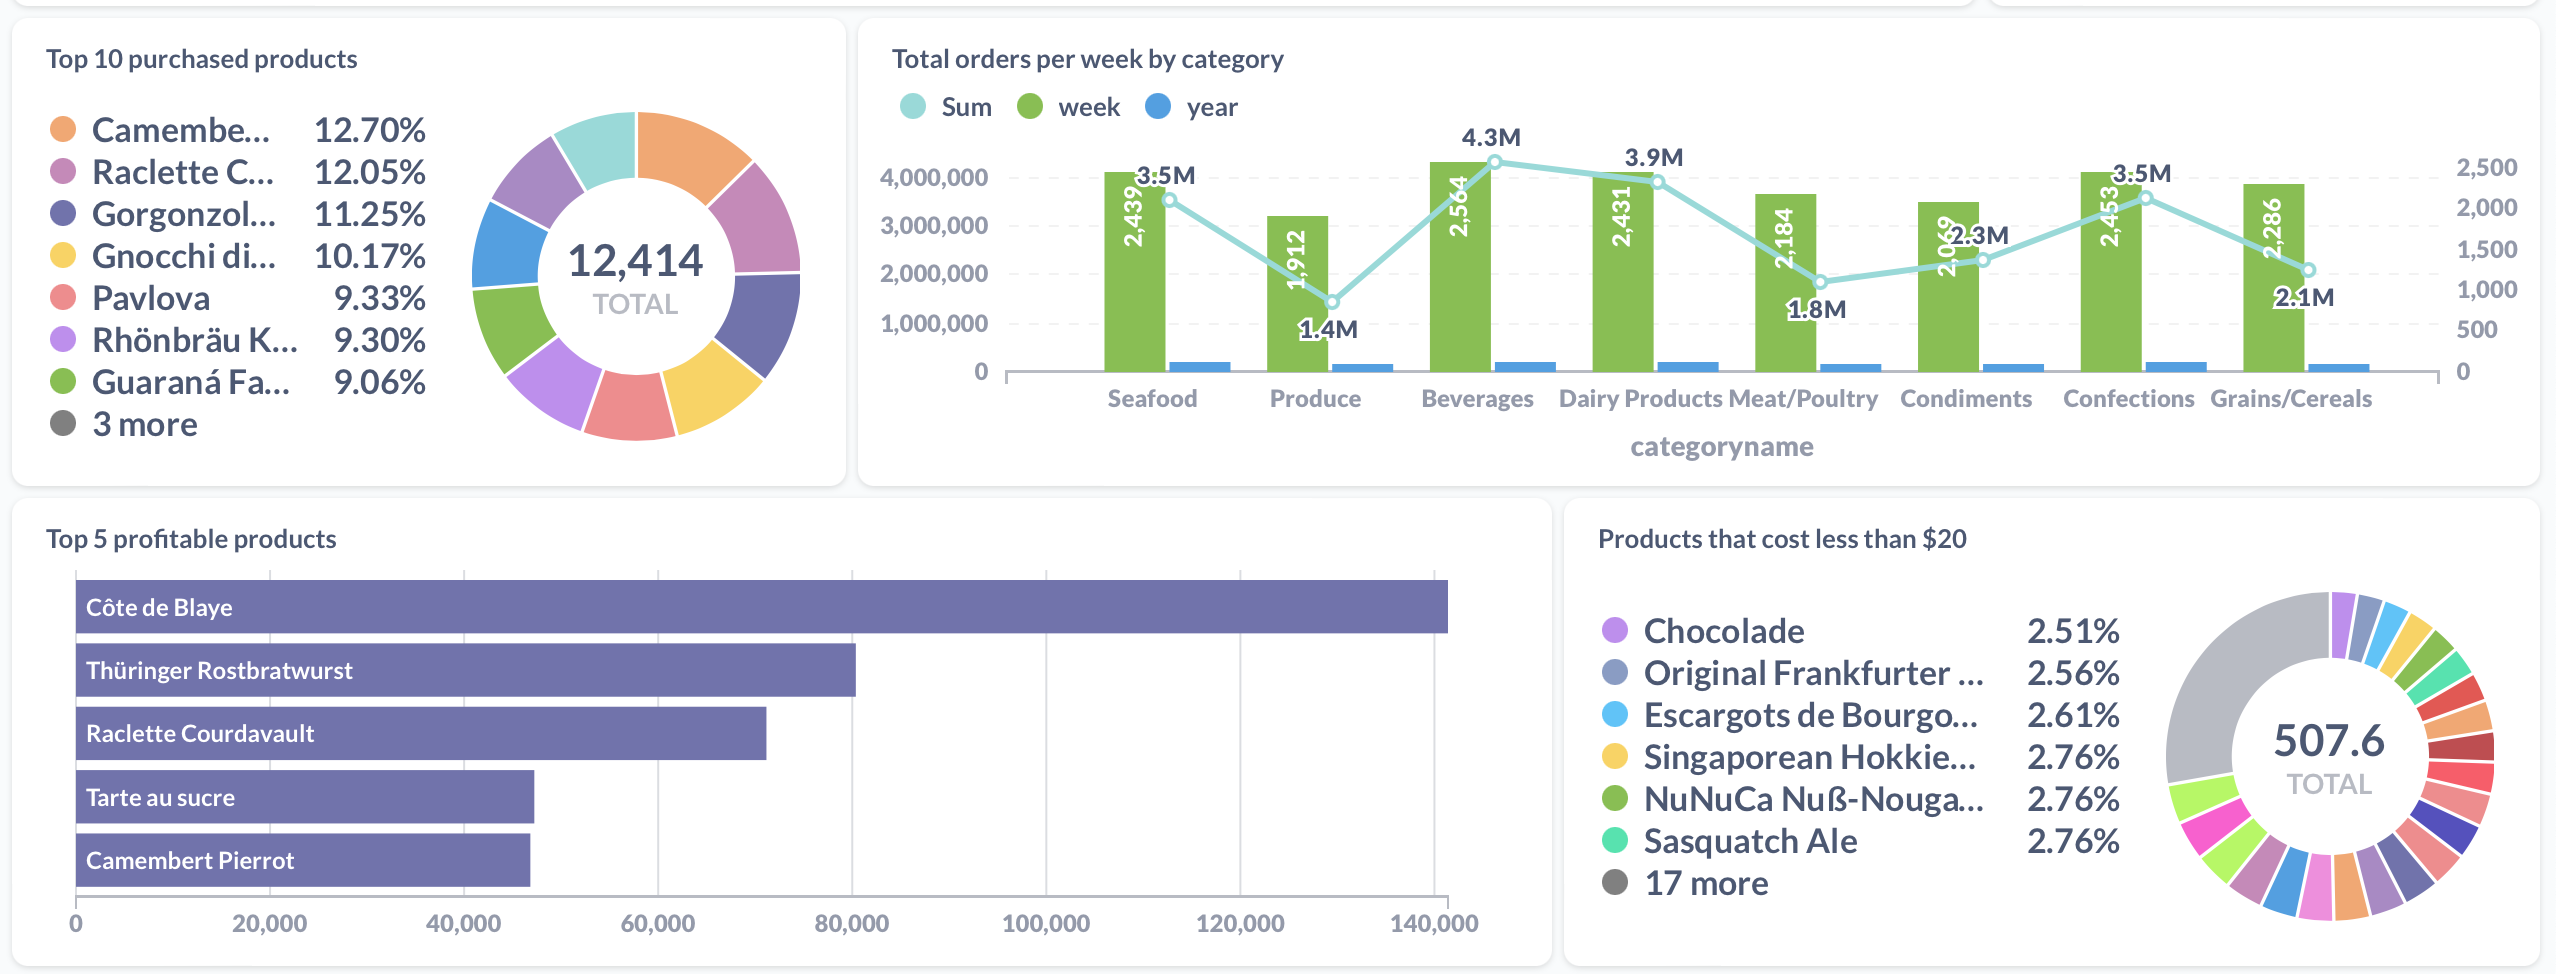 Top 10 purchased products
Camembe... 12.70%
Raclette C... 12.05%
Gorgonzol... 11.25%
Gnocchi di... 10.17%
Pavlova 9.33%
Rhönbräu K... 9.30%
Guaraná Fa... 9.06%
3 more
12,414
TOTAL
Total orders per week by category
Sum week year
4,000,000
3,000,000
2,000,000
1,000,000
0
2,439 1,912 2,564 2,431 2,184 2,069 2,453 2,286
3.5M 1.4M 4.3M 3.9M 1.8M 2.3M 3.5M 2.1M
2,500
2,000
1,500
1,000
500
0
Seafood Produce Beverages Dairy Products Meat/Poultry Condiments Confections Grains/Cereals
categoryname
Top 5 profitable products
Côte de Blaye
Thüringer Rostbratwurst
Raclette Courdavault
Tarte au sucre
Camembert Pierrot
0 20,000 40,000 60,000 80,000 100,000 120,000 140,000
Products that cost less than $20
Chocolade 2.51%
Original Frankfurter ... 2.56%
Escargots de Bourgo... 2.61%
Singaporean Hokkie... 2.76%
NuNuCa Nuß-Nouga... 2.76%
Sasquatch Ale 2.76%
17 more
507.6
TOTAL